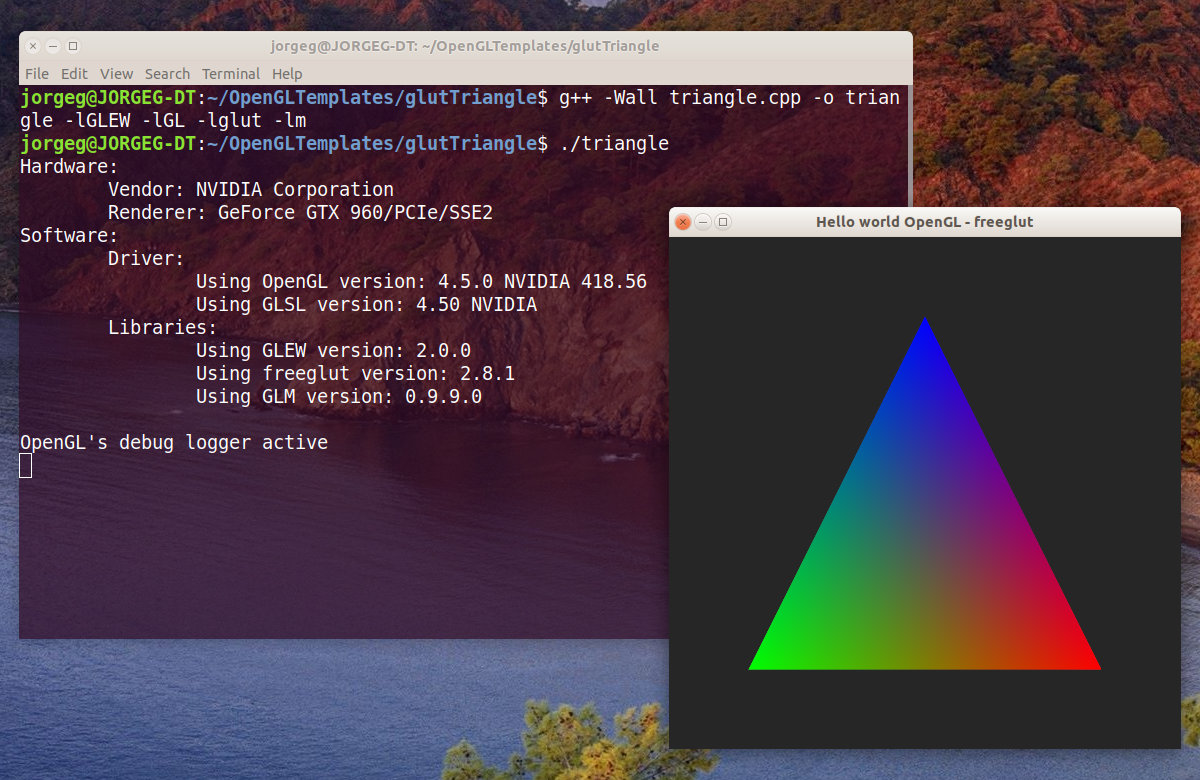 jorgeg@JORGEG-DT: ~/OpenGLTemplates/glutTriangle
File Edit View Search Terminal Help
jorgeg@JORGEG-DT:~/OpenGLTemplates/glutTriangle$ g++ -Wall triangle.cpp -o trian
gle -lGLEW -lGL -lglut -lm
jorgeg@JORGEG-DT:~/OpenGLTemplates/glutTriangle$ ./triangle
Hardware:
Vendor: NVIDIA Corporation
Renderer: GeForce GTX 960/PCIe/SSE2
Software:
Driver:
Using OpenGL version: 4.5.0 NVIDIA 418.56
Using GLSL version: 4.50 NVIDIA
Libraries:
Using GLEW version: 2.0.0
Using freeglut version: 2.8.1
Using GLM version: 0.9.9.0
OpenGL's debug logger active
Hello world OpenGL - freeglut